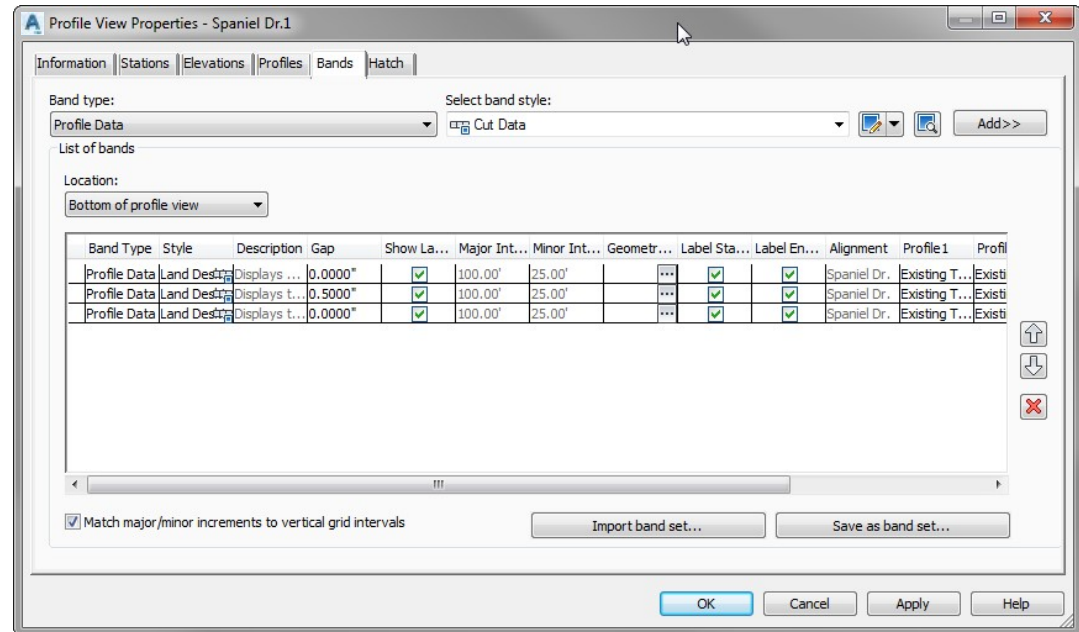 Profile View Properties - Spaniel Dr.1
Information Stations Elevations Profiles Bands Hatch
Band type: Select band style:
Profile Data Cut Data Add>>
List of bands
Location:
Bottom of profile view
Band Type Style Description Gap Show La... Major Int... Minor Int... Geometr... Label Sta... Label En... Alignment Profile1 Profil
Profile Data Land Des Displays ... 0.0000" 100.00' 25.00' ... Spaniel Dr. Existing T... Existi
Profile Data Land Des Displays t... 0.5000" 100.00' 25.00' ... Spaniel Dr. Existing T... Existi
Profile Data Land Des Displays t... 0.0000" 100.00' 25.00' ... Spaniel Dr. Existing T... Existi
Match major/minor increments to vertical grid intervals Import band set... Save as band set...
OK Cancel Apply Help